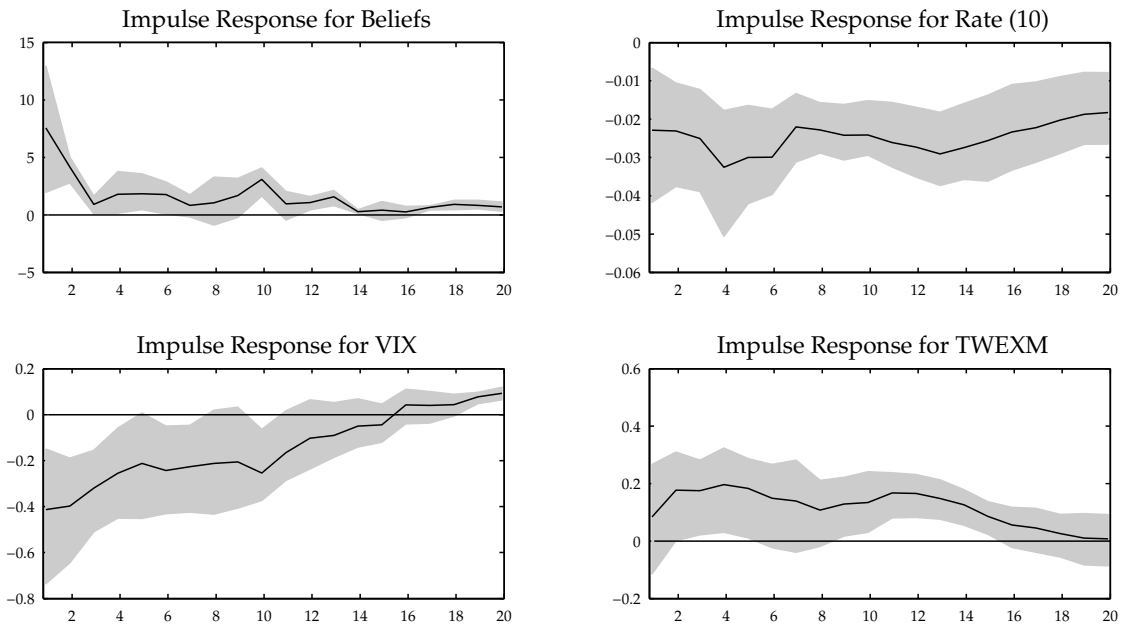 Impulse Response for Beliefs
15
10
5
0
−5
2 4 6 8 10 12 14 16 18 20
Impulse Response for Rate (10)
0
−0.01
−0.02
−0.03
−0.04
−0.05
−0.06
2 4 6 8 10 12 14 16 18 20
Impulse Response for VIX
0.2
0
−0.2
−0.4
−0.6
−0.8
2 4 6 8 10 12 14 16 18 20
Impulse Response for TWEXM
0.6
0.4
0.2
0
−0.2
2 4 6 8 10 12 14 16 18 20